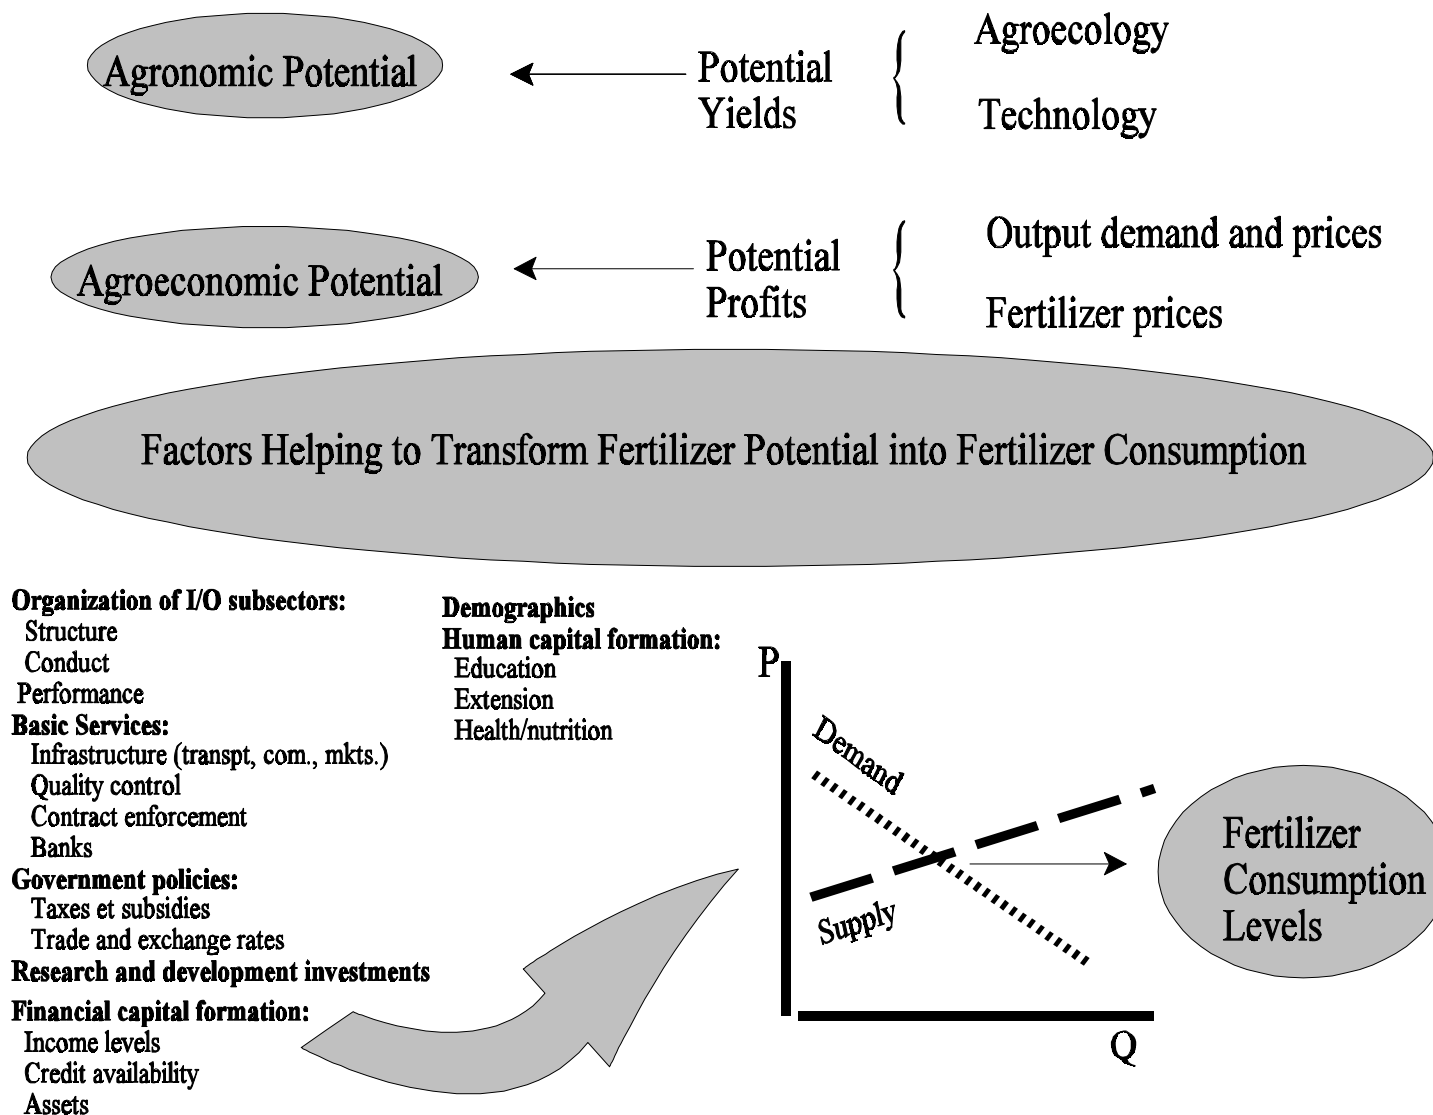 Agronomic Potential
Potential
Yields
Agroecology
Technology
Agroeconomic Potential
Potential
Profits
Output demand and prices
Fertilizer prices
Factors Helping to Transform Fertilizer Potential into Fertilizer Consumption
Organization of I/O subsectors:
Structure
Conduct
Performance
Basic Services:
Infrastructure (transpt, com., mkts.)
Quality control
Contract enforcement
Banks
Government policies:
Taxes et subsidies
Trade and exchange rates
Research and development investments
Financial capital formation:
Income levels
Credit availability
Assets
Demographics
Human capital formation:
Education
Extension
Health/nutrition
P
Demand
Supply
Q
Fertilizer
Consumption
Levels